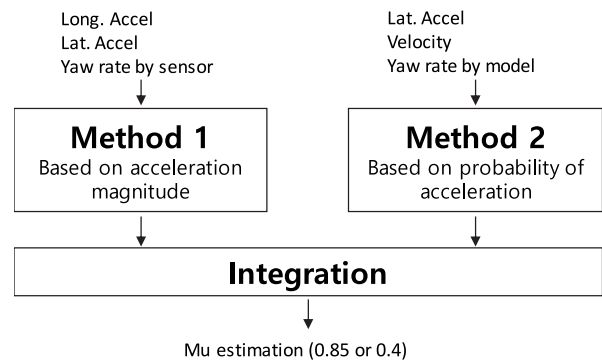 Long. Accel
Lat. Accel
Yaw rate by sensor
Lat. Accel
Velocity
Yaw rate by model
Method 1
Based on acceleration
magnitude
Method 2
Based on probability of
acceleration
Integration
Mu estimation (0.85 or 0.4)